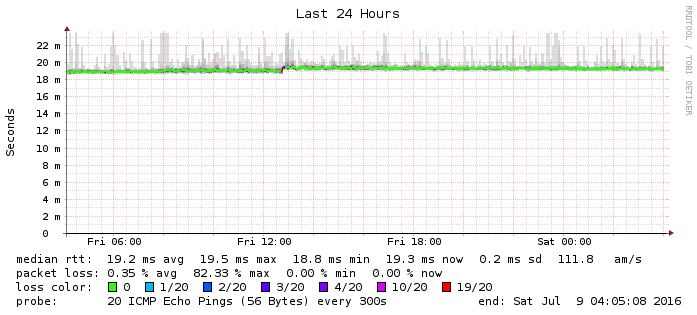 Last 24 Hours
RRDTOOL / TOBI OETIKER
Seconds
22 m
20 m
18 m
16 m
14 m
12 m
10 m
8 m
6 m
4 m
2 m
0
Fri 06:00 Fri 12:00 Fri 18:00 Sat 00:00
median rtt: 19.2 ms avg 19.5 ms max 18.8 ms min 19.3 ms now 0.2 ms sd 111.8 am/s
packet loss: 0.35 % avg 82.33 % max 0.00 % min 0.00 % now
loss color: 0 1/20 2/20 3/20 4/20 10/20 19/20
probe: 20 ICMP Echo Pings (56 Bytes) every 300s end: Sat Jul 9 04:05:08 2016